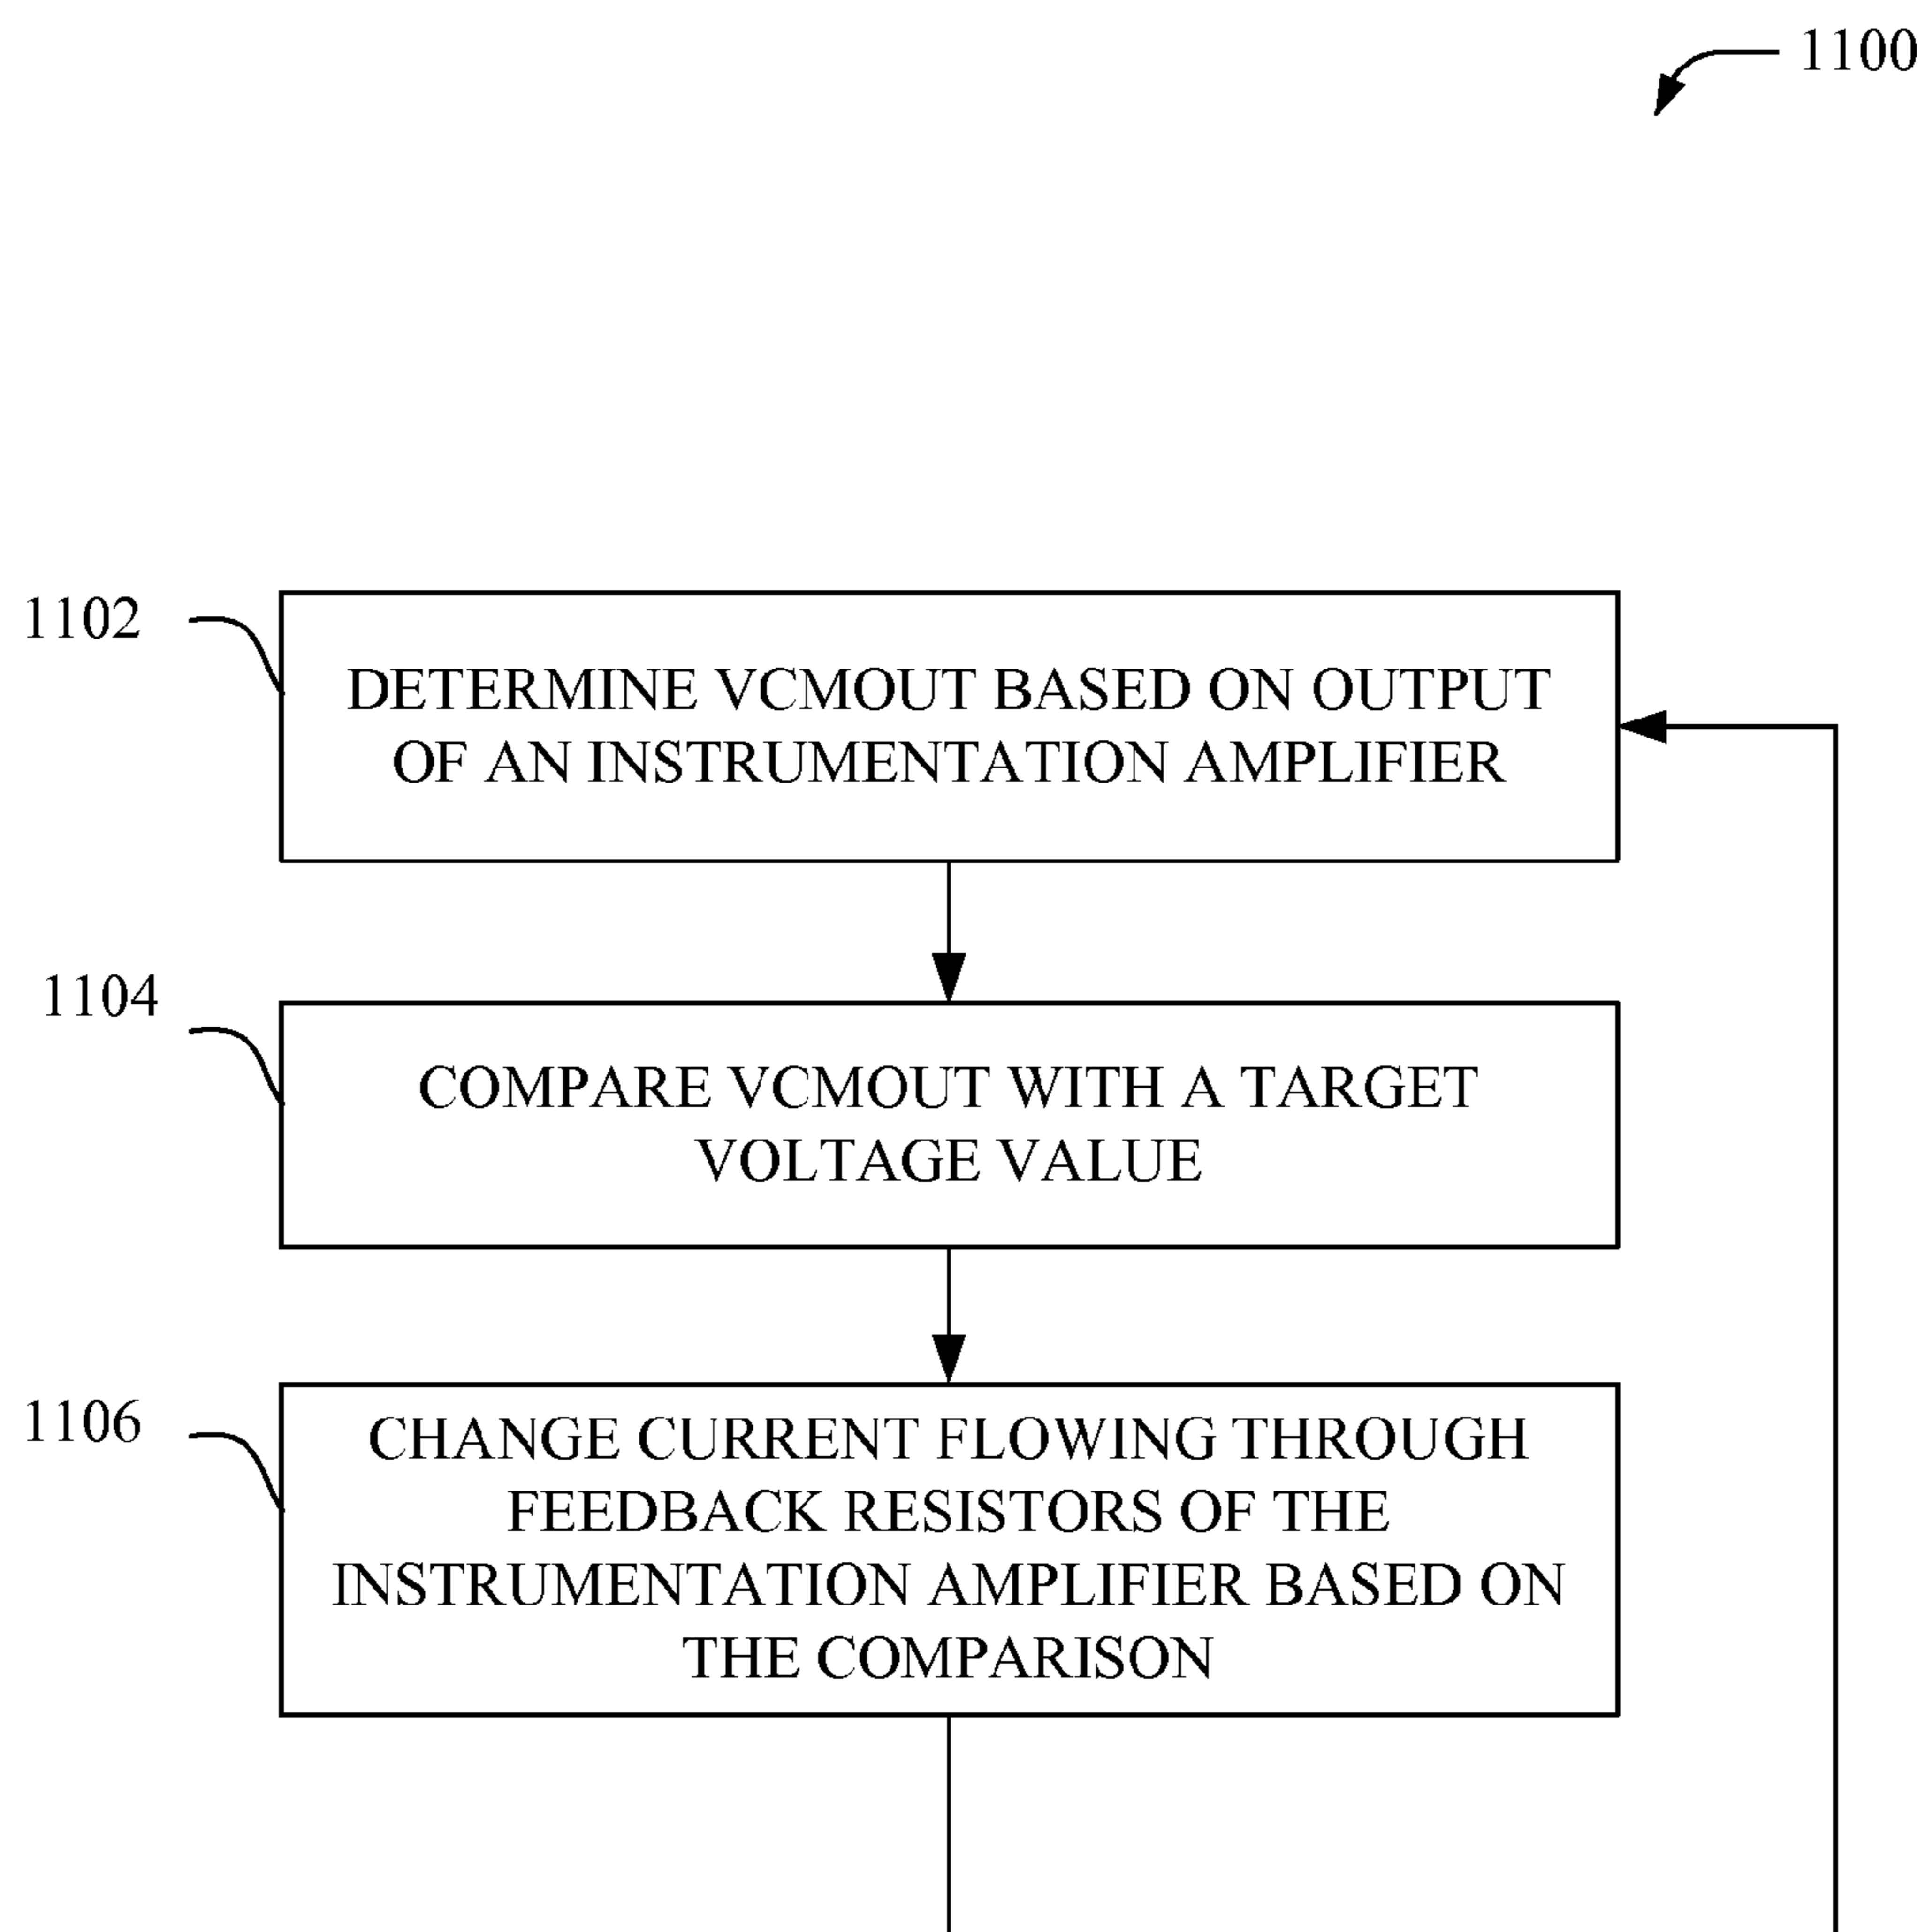 1100
1102
DETERMINE VCMOUT BASED ON OUTPUT
OF AN INSTRUMENTATION AMPLIFIER
1104
COMPARE VCMOUT WITH A TARGET
VOLTAGE VALUE
1106
CHANGE CURRENT FLOWING THROUGH
FEEDBACK RESISTORS OF THE
INSTRUMENTATION AMPLIFIER BASED ON
THE COMPARISON